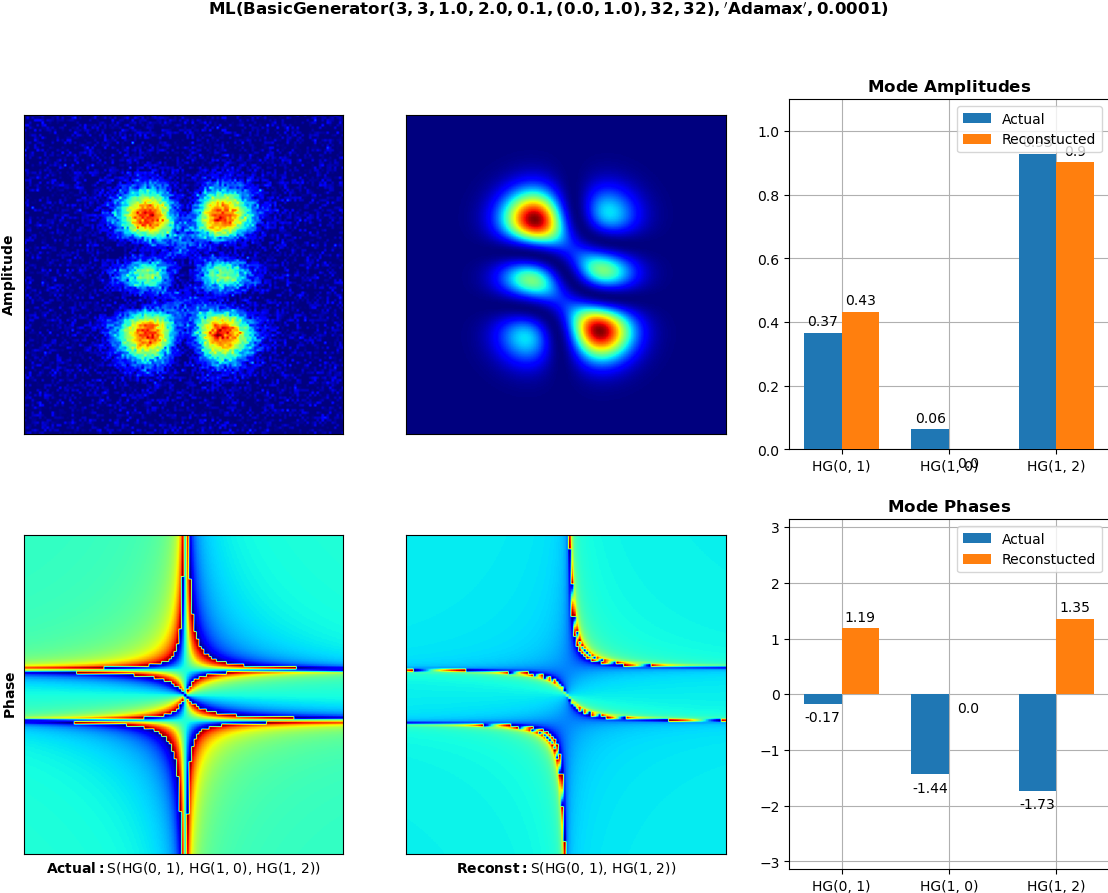 ML(BasicGenerator(3, 3, 1.0, 2.0, 0.1, (0.0, 1.0), 32, 32), ′Adamax′, 0.0001)
Mode Amplitudes
Actual
Reconstucted
1.0
0.8
0.6
0.4
0.2
0.0
0.37
0.43
0.06
0.0
0.9
HG(0, 1)
HG(1, 0)
HG(1, 2)
Amplitude
Mode Phases
Actual
Reconstucted
3
2
1
0
−1
−2
−3
-0.17
1.19
-1.44
0.0
-1.73
1.35
HG(0, 1)
HG(1, 0)
HG(1, 2)
Phase
Actual: S(HG(0, 1), HG(1, 0), HG(1, 2))
Reconst: S(HG(0, 1), HG(1, 2))